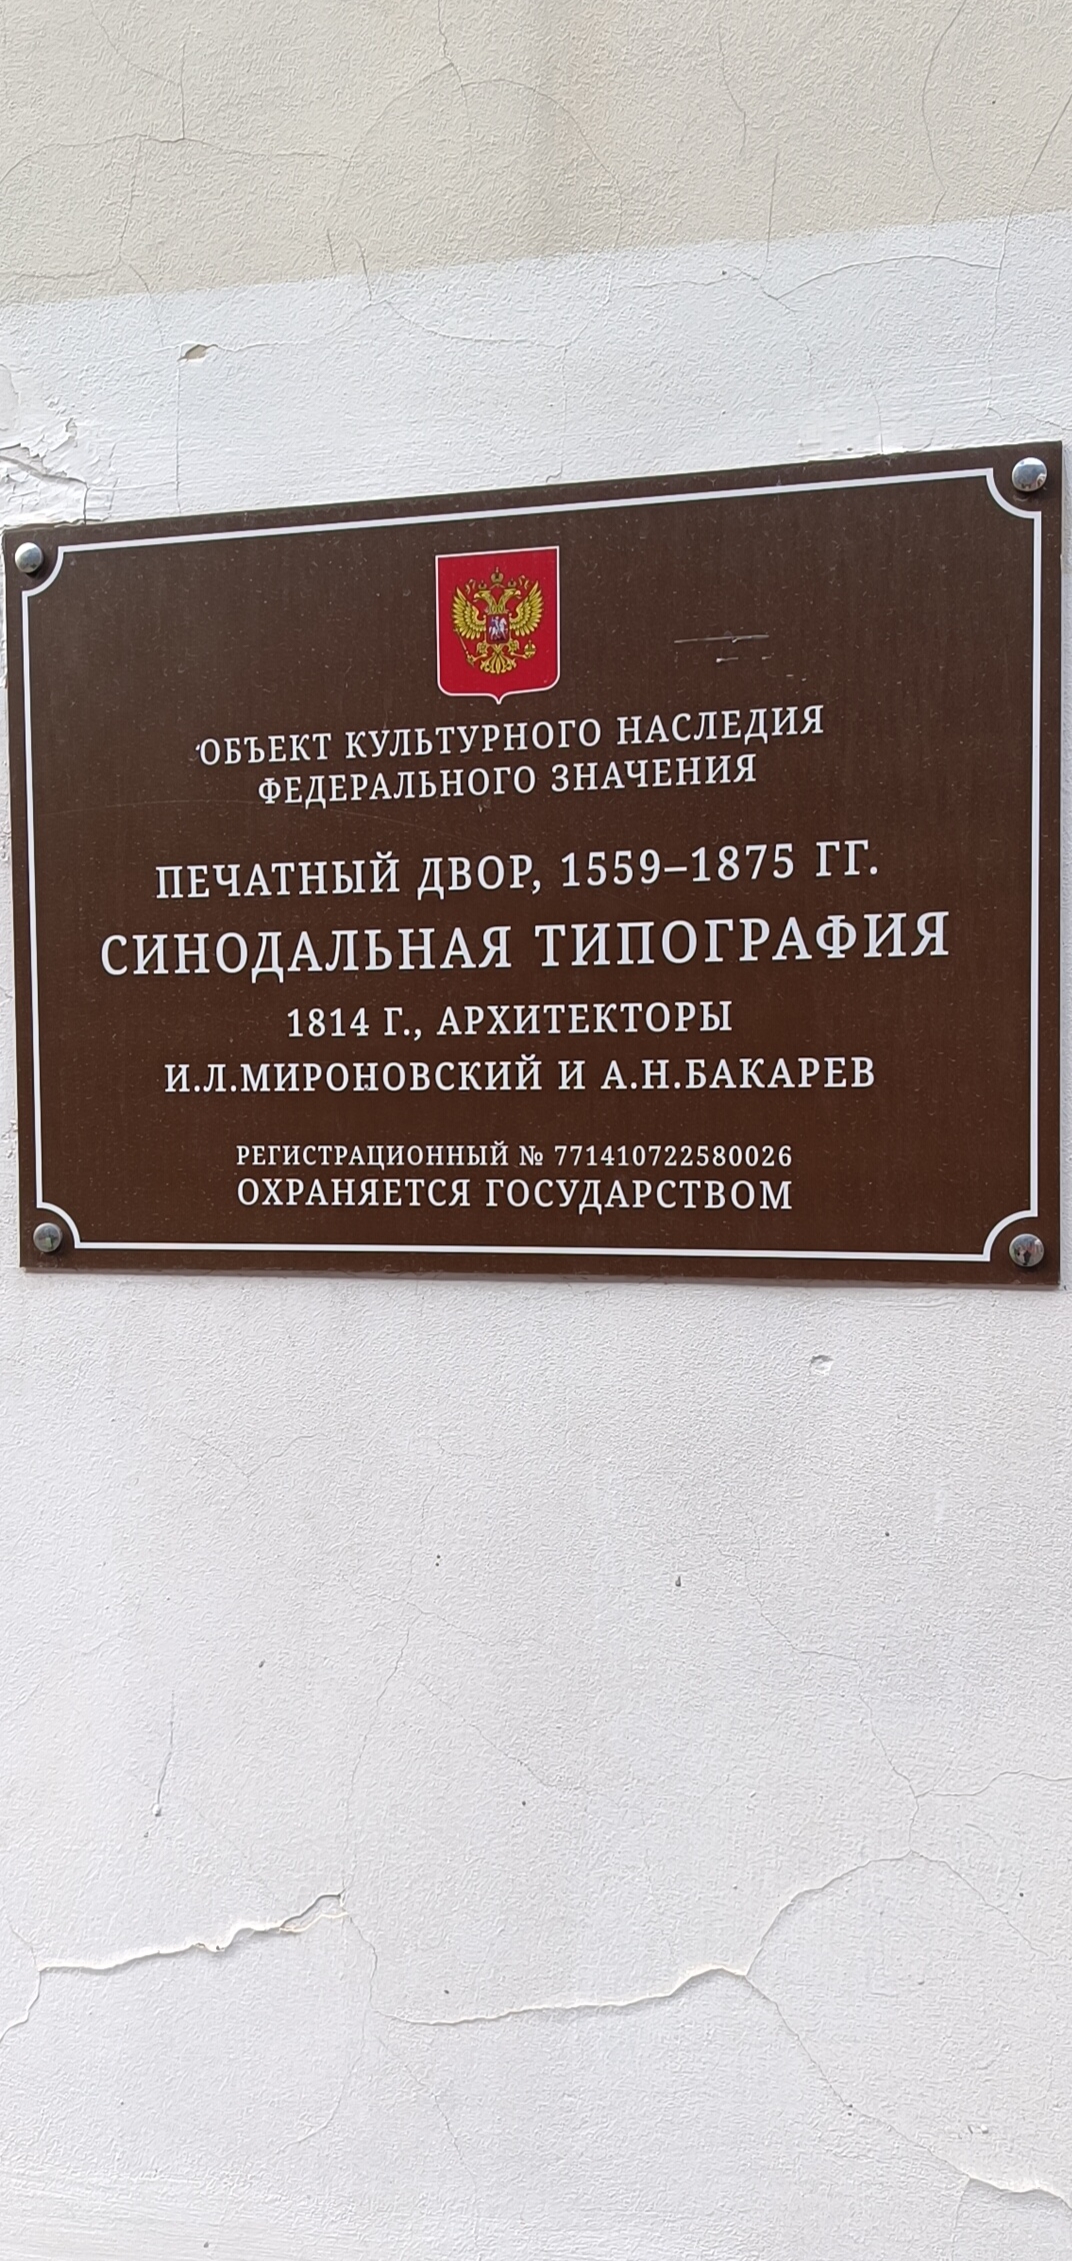 ОБЪЕКТ КУЛЬТУРНОГО НАСЛЕДИЯ
ФЕДЕРАЛЬНОГО ЗНАЧЕНИЯ
ПЕЧАТНЫЙ ДВОР, 1559–1875 ГГ.
СИНОДАЛЬНАЯ ТИПОГРАФИЯ
1814 Г., АРХИТЕКТОРЫ
И.Л.МИРОНОВСКИЙ И А.Н.БАКАРЕВ
РЕГИСТРАЦИОННЫЙ № 771410722580026
ОХРАНЯЕТСЯ ГОСУДАРСТВОМ